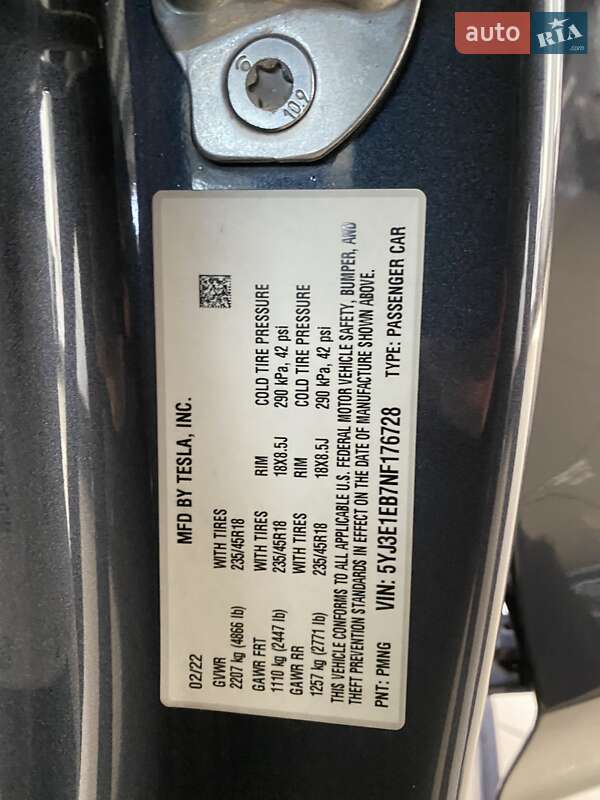 auto RIA.com
10.9
MFD BY TESLA, INC.
02/22
GVWR WITH TIRES RIM COLD TIRE PRESSURE
2207 kg (4866 lb) 235/45R18 18X8.5J 290 kPa, 42 psi
GAWR FRT WITH TIRES RIM COLD TIRE PRESSURE
1110 kg (2447 lb) 235/45R18 18X8.5J 290 kPa, 42 psi
GAWR RR
1257 kg (2771 lb)
THIS VEHICLE CONFORMS TO ALL APPLICABLE U.S. FEDERAL MOTOR VEHICLE SAFETY, BUMPER, AND
THEFT PREVENTION STANDARDS IN EFFECT ON THE DATE OF MANUFACTURE SHOWN ABOVE.
PNT: PMNG VIN: 5YJ3E1EB7NF176728 TYPE: PASSENGER CAR